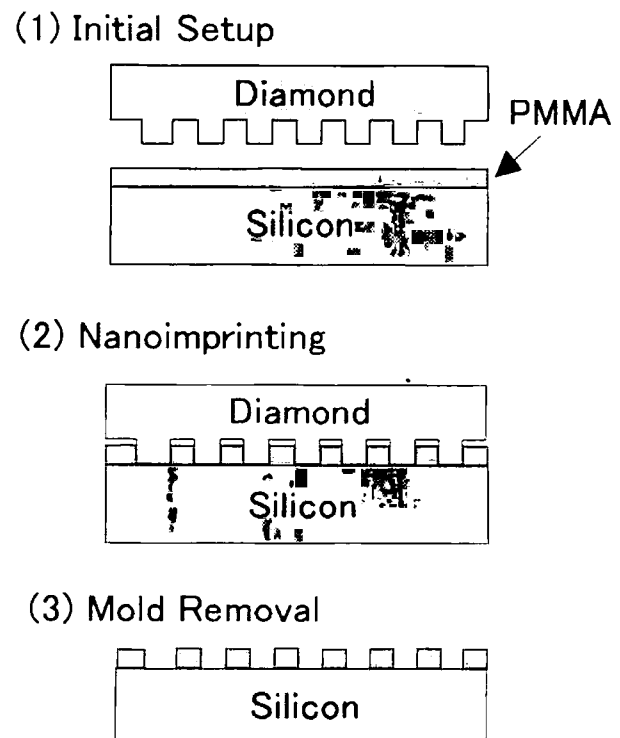 (1) Initial Setup
Diamond
PMMA
Silicon
(2) Nanoimprinting
Diamond
Silicon
(3) Mold Removal
Silicon